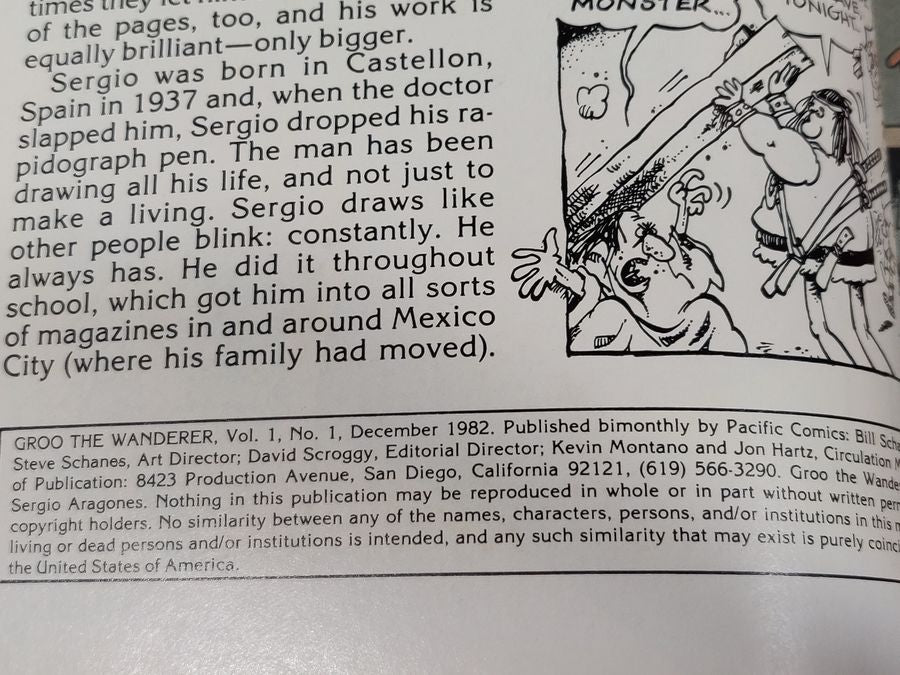 times they let
of the pages, too, and his work is
equally brilliant—only bigger.
Sergio was born in Castellon,
Spain in 1937 and, when the doctor
slapped him, Sergio dropped his ra-
pidograph pen. The man has been
drawing all his life, and not just to
make a living. Sergio draws like
other people blink: constantly. He
always has. He did it throughout
school, which got him into all sorts
of magazines in and around Mexico
City (where his family had moved).
MONSTER...
TONIGHT
GROO THE WANDERER, Vol. 1, No. 1, December 1982. Published bimonthly by Pacific Comics: Bill Scha
Steve Schanes, Art Director; David Scroggy, Editorial Director; Kevin Montano and Jon Hartz, Circulation M
of Publication: 8423 Production Avenue, San Diego, California 92121, (619) 566-3290. Groo the Wande
Sergio Aragones. Nothing in this publication may be reproduced in whole or in part without written perm
copyright holders. No similarity between any of the names, characters, persons, and/or institutions in this m
living or dead persons and/or institutions is intended, and any such similarity that may exist is purely coinci
the United States of America.